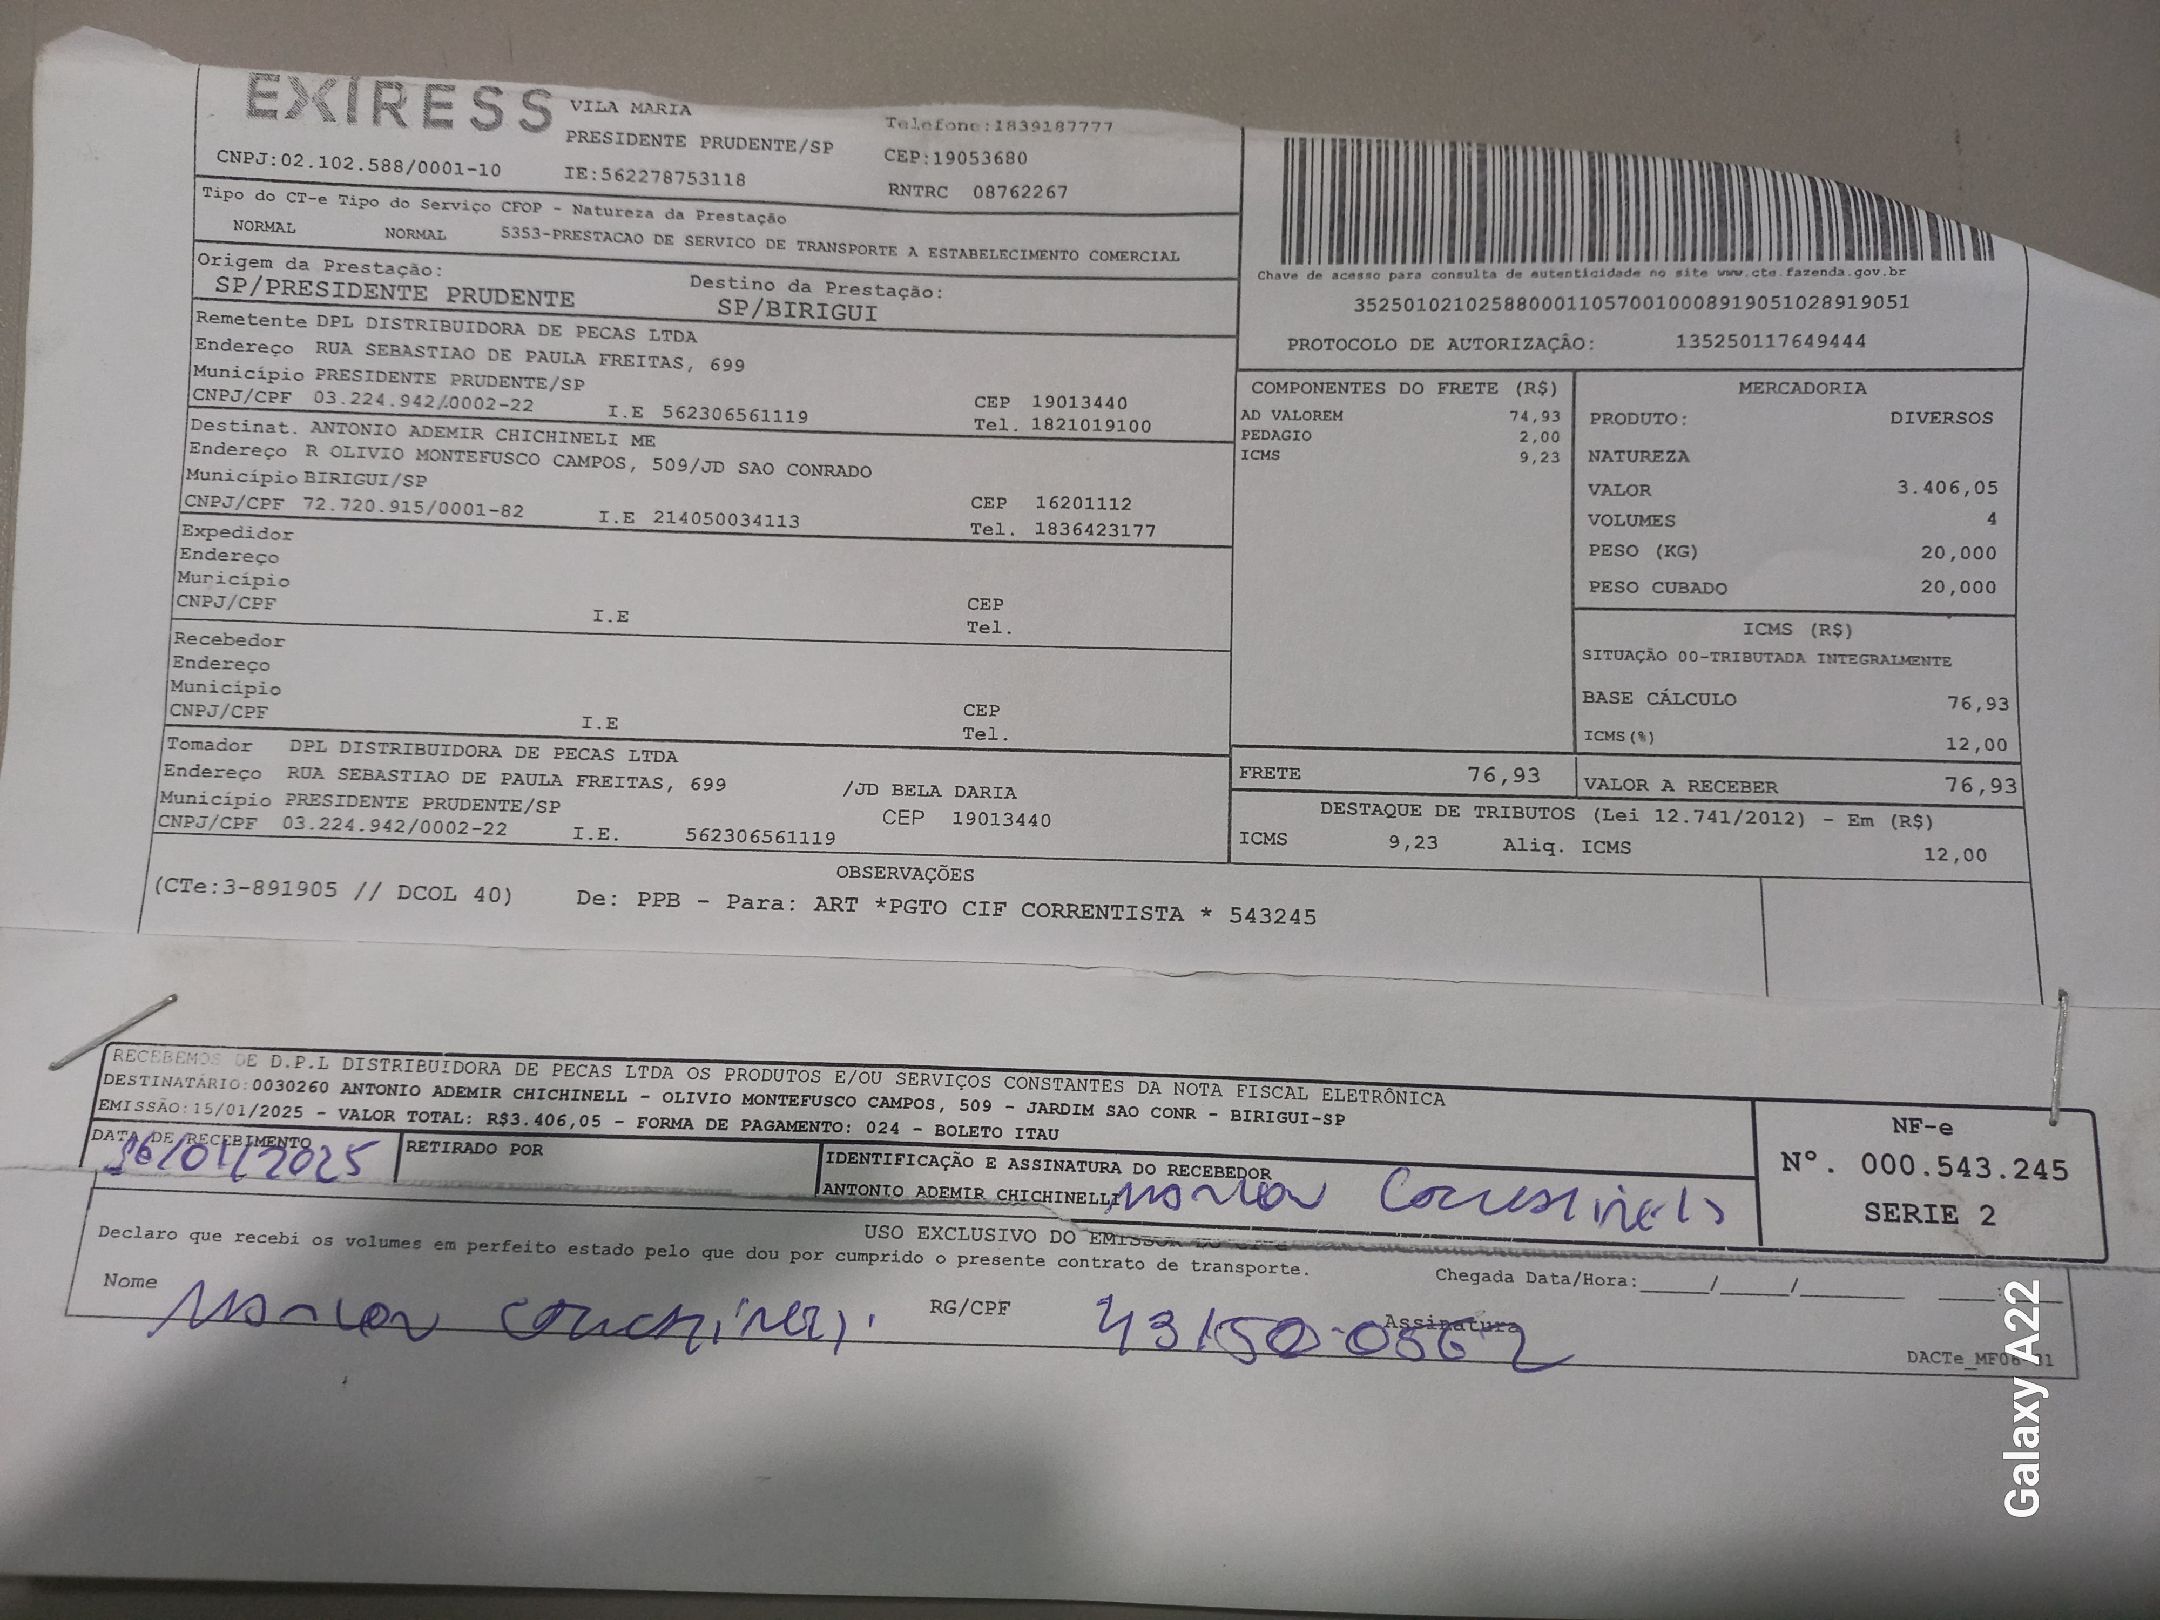 EXIRESS
VILA MARIA
Telefone:1839187777
PRESIDENTE PRUDENTE/SP
CEP:19053680
CNPJ:02.102.588/0001-10 IE:562278753118
RNTRC 08762267
Tipo do CT-e Tipo do Serviço CFOP - Natureza da Prestação
NORMAL NORMAL 5353-PRESTACAO DE SERVICO DE TRANSPORTE A ESTABELECIMENTO COMERCIAL
Origem da Prestação: Destino da Prestação:
SP/PRESIDENTE PRUDENTE SP/BIRIGUI
Remetente DPL DISTRIBUIDORA DE PECAS LTDA
Endereço RUA SEBASTIAO DE PAULA FREITAS, 699
Município PRESIDENTE PRUDENTE/SP CEP 19013440
CNPJ/CPF 03.224.942/0002-22 I.E 562306561119 Tel. 1821019100
Destinat. ANTONIO ADEMIR CHICHINELI ME
Endereço R OLIVIO MONTEFUSCO CAMPOS, 509/JD SAO CONRADO
Município BIRIGUI/SP CEP 16201112
CNPJ/CPF 72.720.915/0001-82 I.E 214050034113 Tel. 1836423177
Expedidor
Endereço
Município CEP
CNPJ/CPF I.E Tel.
Recebedor
Endereço
Município CEP
CNPJ/CPF I.E Tel.
Tomador DPL DISTRIBUIDORA DE PECAS LTDA
Endereço RUA SEBASTIAO DE PAULA FREITAS, 699 /JD BELA DARIA
Município PRESIDENTE PRUDENTE/SP CEP 19013440
CNPJ/CPF 03.224.942/0002-22 I.E. 562306561119
Chave de acesso para consulta de autenticidade no site www.cte.fazenda.gov.br
35250102102588000110570010008919051028919051
PROTOCOLO DE AUTORIZAÇÃO: 135250117649444
COMPONENTES DO FRETE (R$)
AD VALOREM 74,93
PEDAGIO 2,00
ICMS 9,23
MERCADORIA
PRODUTO: DIVERSOS
NATUREZA
VALOR 3.406,05
VOLUMES 4
PESO (KG) 20,000
PESO CUBADO 20,000
ICMS (R$)
SITUAÇÃO 00-TRIBUTADA INTEGRALMENTE
BASE CÁLCULO 76,93
ICMS(%) 12,00
FRETE 76,93 VALOR A RECEBER 76,93
DESTAQUE DE TRIBUTOS (Lei 12.741/2012) - Em (R$)
ICMS 9,23 Aliq. ICMS 12,00
OBSERVAÇÕES
(CTe:3-891905 // DCOL 40) De: PPB - Para: ART *PGTO CIF CORRENTISTA * 543245
RECEBEMOS DE D.P.L DISTRIBUIDORA DE PECAS LTDA OS PRODUTOS E/OU SERVIÇOS CONSTANTES DA NOTA FISCAL ELETRÔNICA
DESTINATÁRIO:0030260 ANTONIO ADEMIR CHICHINELL - OLIVIO MONTEFUSCO CAMPOS, 509 - JARDIM SAO CONR - BIRIGUI-SP
EMISSÃO:15/01/2025 - VALOR TOTAL: R$3.406,05 - FORMA DE PAGAMENTO: 024 - BOLETO ITAU
NF-e
Nº. 000.543.245
SERIE 2
DATA DE RECEBIMENTO RETIRADO POR IDENTIFICAÇÃO E ASSINATURA DO RECEBEDOR
16/01/2025 ANTONIO ADEMIR CHICHINELLI
USO EXCLUSIVO DO EMISSOR DO
Declaro que recebi os volumes em perfeito estado pelo que dou por cumprido o presente contrato de transporte.
Chegada Data/Hora:_____/_____/________ ____:____
Nome RG/CPF Assinatura
DACTe_MF06-01
Galaxy A22